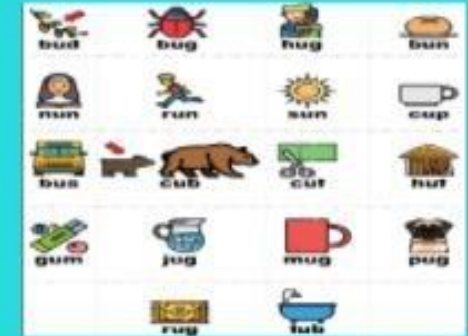 bud bug hug bun
nun run sun cup
bus cub cut hut
gum jug mug pug
rug tub